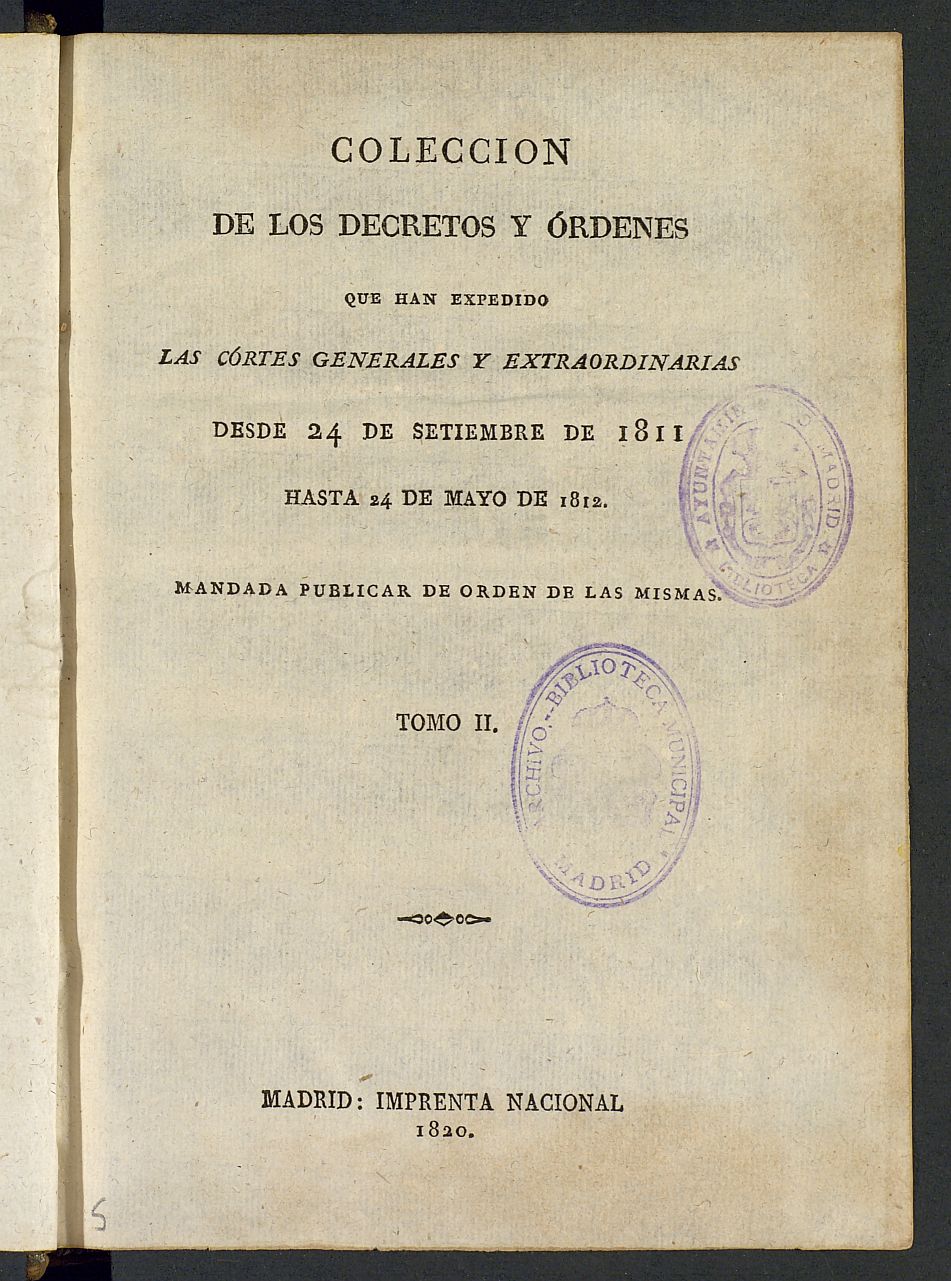 COLECCION
DE LOS DECRETOS Y ÓRDENES
QUE HAN EXPEDIDO
LAS CÓRTES GENERALES Y EXTRAORDINARIAS
DESDE 24 DE SETIEMBRE DE 1811
HASTA 24 DE MAYO DE 1812.
MANDADA PUBLICAR DE ORDEN DE LAS MISMAS.
TOMO II.
MADRID: IMPRENTA NACIONAL
1820.
MADRID
BIBLIOTECA
ARCHIVO.--BIBLIOTECA MUNICIPAL
MADRID
5